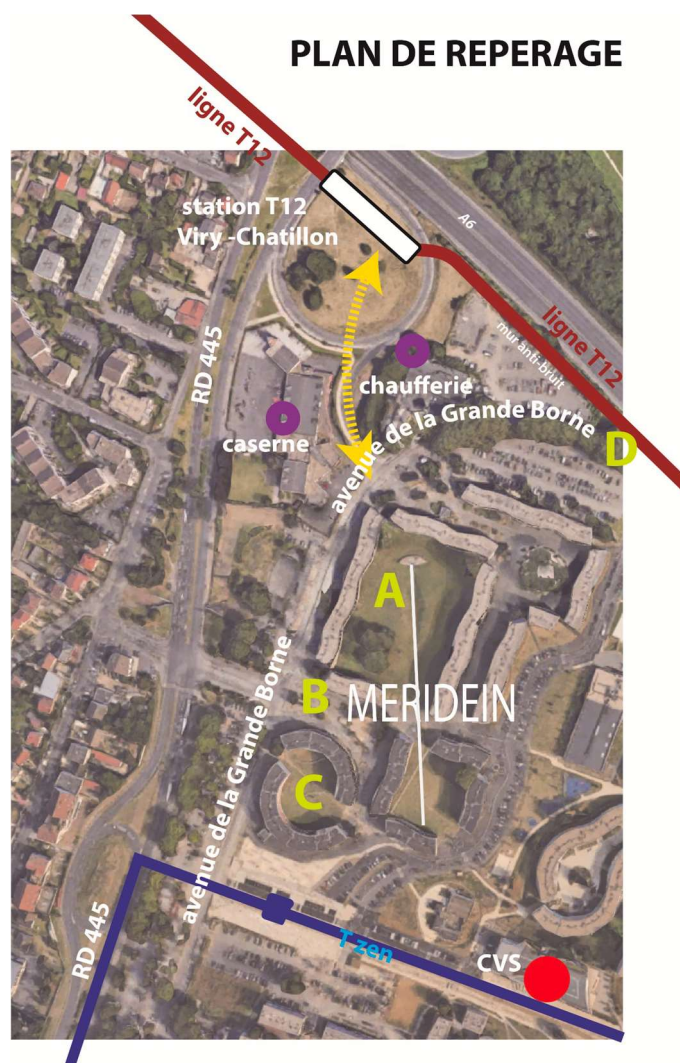 PLAN DE REPERAGE
ligne T12
station T12
Viry -Chatillon
A6
RD 445
ligne T12
mur anti-bruit
chaufferie
caserne
avenue de la Grande Borne
D
A
B
MERIDEIN
avenue de la Grande Borne
C
RD 445
T zen
CVS